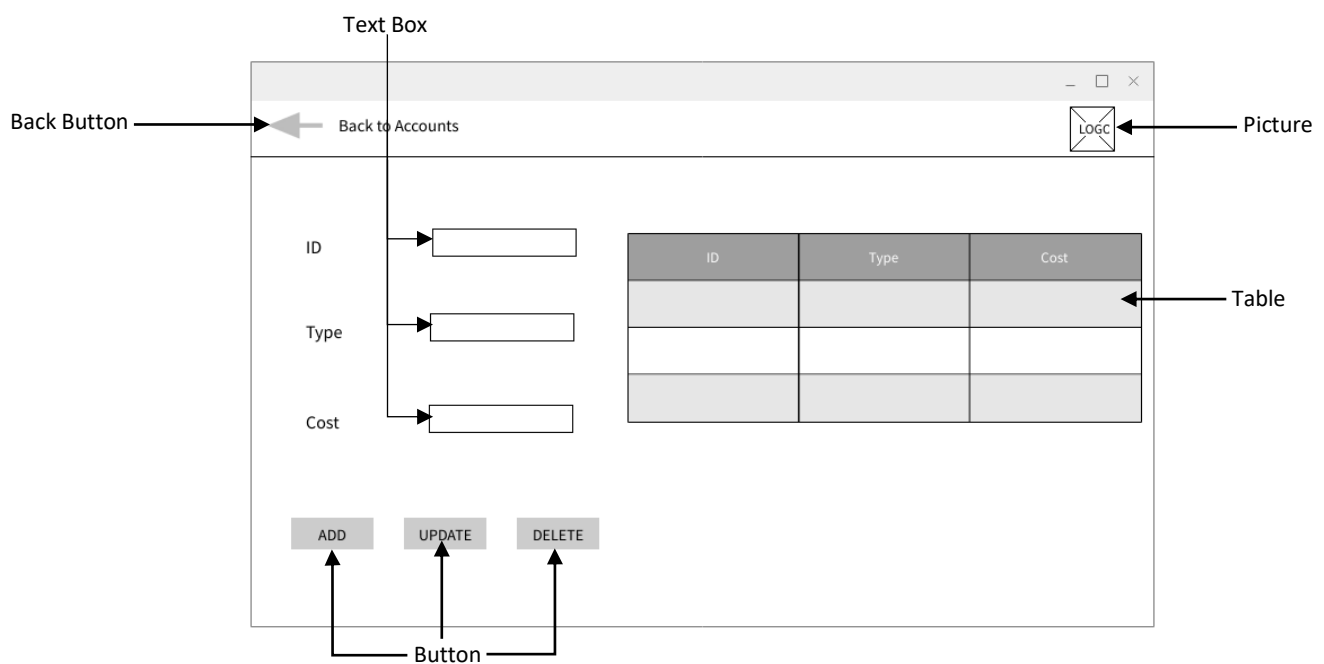 Text Box
Back Button
Back to Accounts
LOGC
Picture
ID
ID Type Cost
Table
Type
Cost
ADD UPDATE DELETE
Button